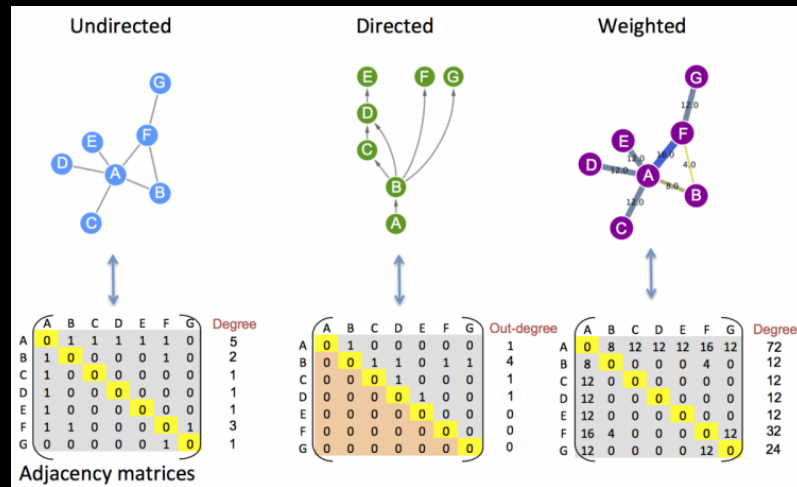 Undirected Directed Weighted
G
E
F
D
A
B
C
E
F
G
D
C
B
A
G
12.0
F
E
16.0
4.0
12.0
D
12.0
A
8.0
B
12.0
C
A B C D E F G Degree
A 0 1 1 1 1 1 0 5
B 1 0 0 0 0 1 0 2
C 1 0 0 0 0 0 0 1
D 1 0 0 0 0 0 0 1
E 1 0 0 0 0 0 0 1
F 1 1 0 0 0 0 1 3
G 0 0 0 0 0 1 0 1
Adjacency matrices
A B C D E F G Out-degree
A 0 1 0 0 0 0 0 1
B 0 0 1 1 0 1 1 4
C 0 0 0 1 0 0 0 1
D 0 0 0 0 1 0 0 1
E 0 0 0 0 0 0 0 0
F 0 0 0 0 0 0 0 0
G 0 0 0 0 0 0 0 0
A B C D E F G Degree
A 0 8 12 12 12 16 12 72
B 8 0 0 0 0 4 0 12
C 12 0 0 0 0 0 0 12
D 12 0 0 0 0 0 0 12
E 12 0 0 0 0 0 0 12
F 16 4 0 0 0 0 12 32
G 12 0 0 0 0 12 0 24